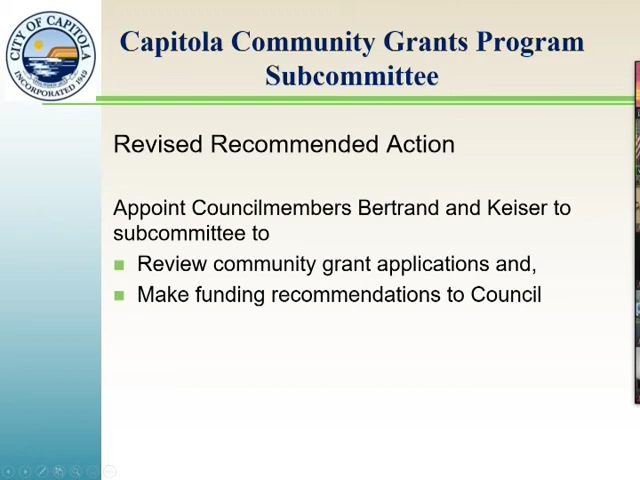 CITY OF CAPITOLA
INCORPORATED 1949
Capitola Community Grants Program
Subcommittee
Revised Recommended Action
Appoint Councilmembers Bertrand and Keiser to
subcommittee to
Review community grant applications and,
Make funding recommendations to Council